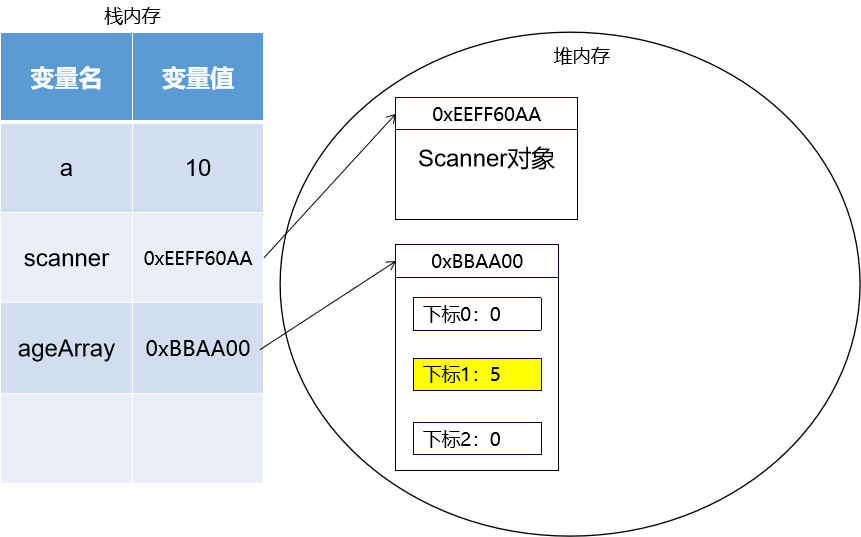 栈内存
变量名 变量值
a 10
scanner 0xEEFF60AA
ageArray 0xBBAA00
堆内存
0xEEFF60AA
Scanner对象
0xBBAA00
下标0：0
下标1：5
下标2：0